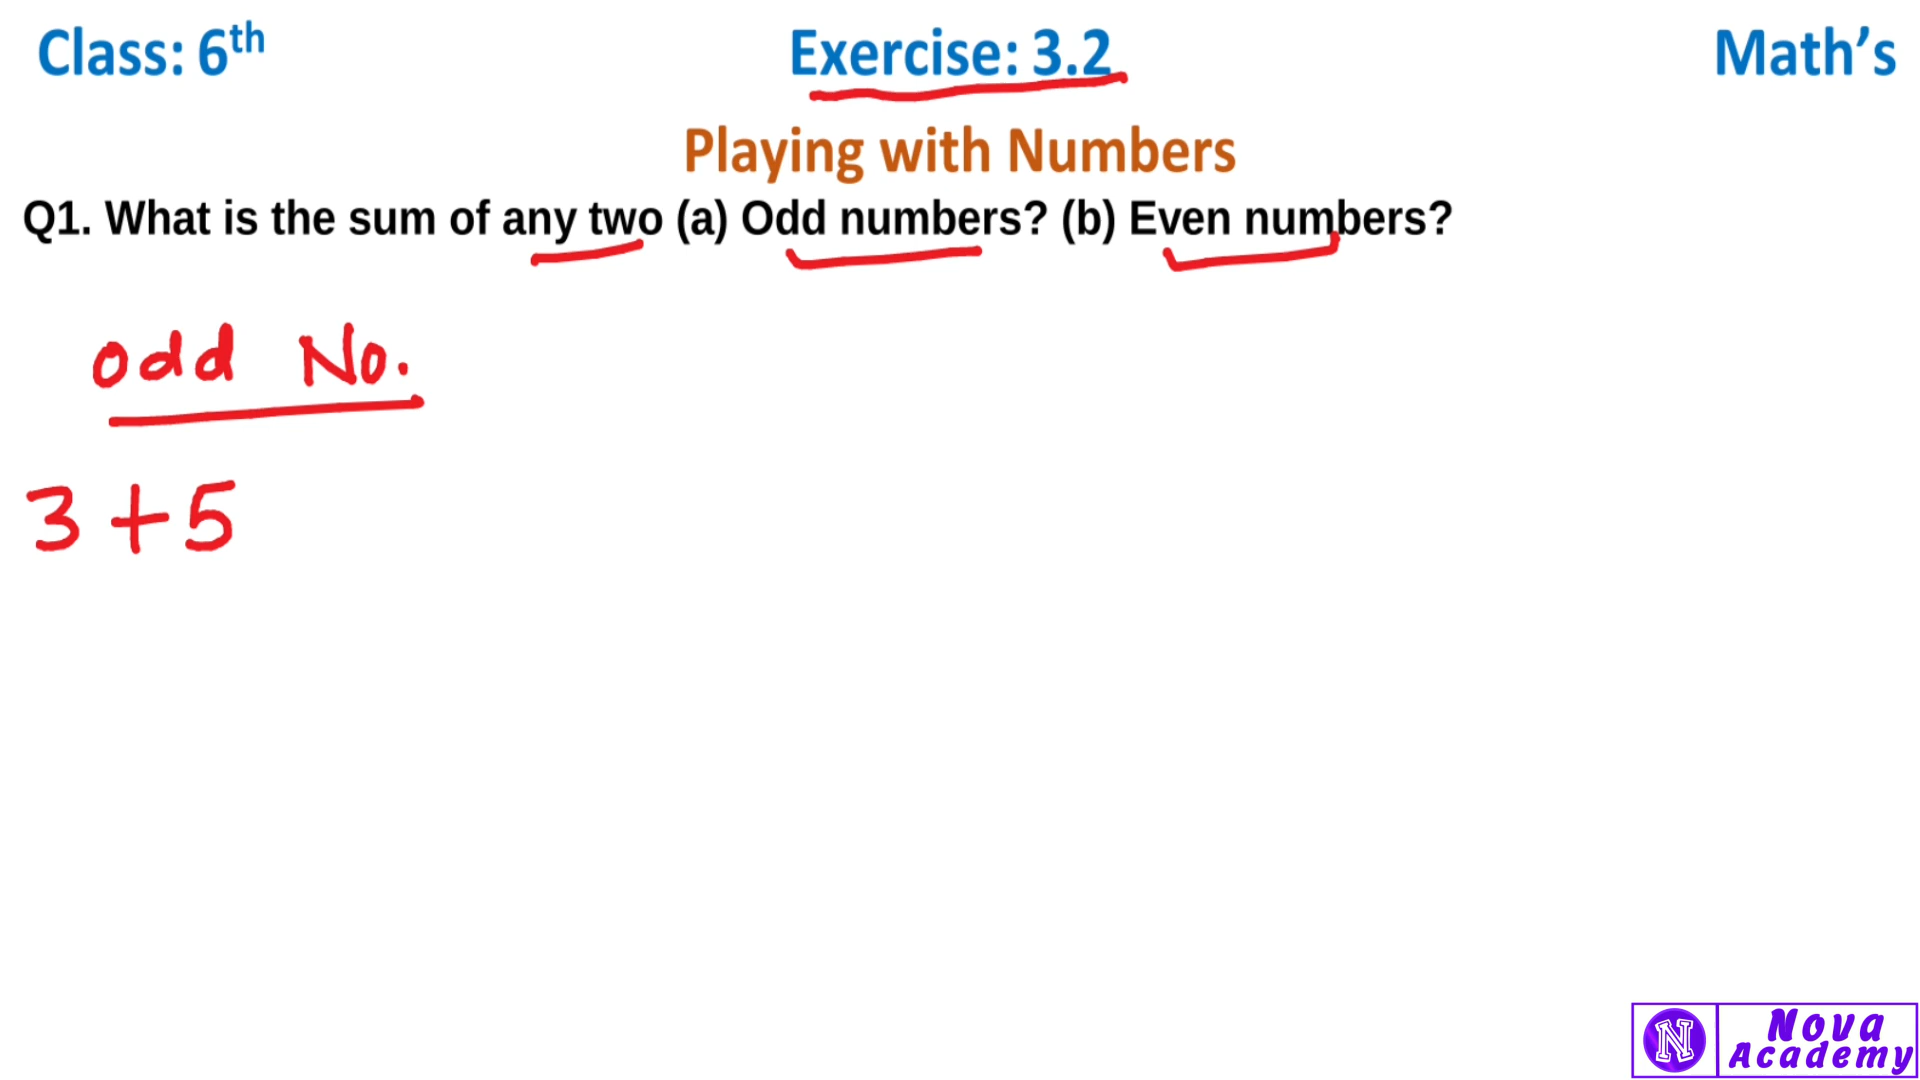 Class: 6th Exercise: 3.2 Math’s
Playing with Numbers
Q1. What is the sum of any two (a) Odd numbers? (b) Even numbers?
odd No.
3 + 5
N Nova
Academy